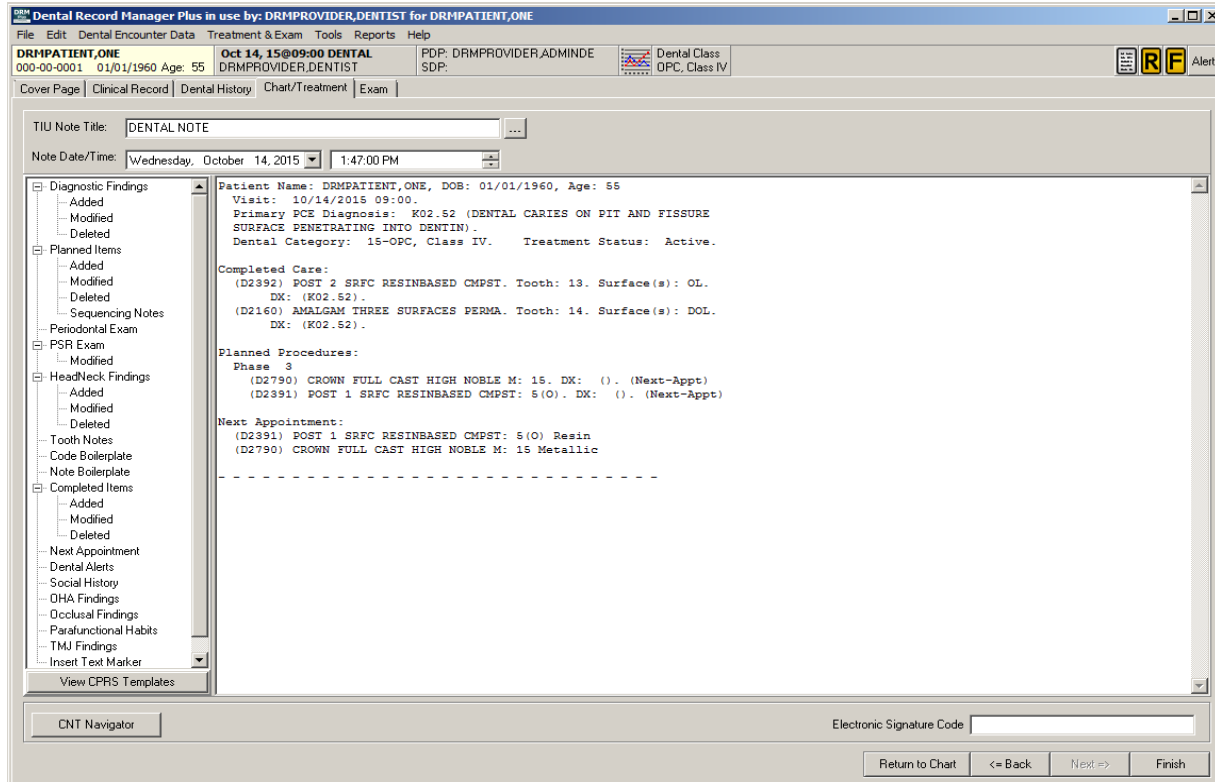 Dental Record Manager Plus in use by: DRMPROVIDER,DENTIST for DRMPATIENT,ONE
File Edit Dental Encounter Data Treatment & Exam Tools Reports Help
DRMPATIENT,ONE
000-00-0001 01/01/1960 Age: 55
Oct 14, 15@09:00 DENTAL
DRMPROVIDER,DENTIST
PDP: DRMPROVIDER,ADMINDE
SDP:
Dental Class
OPC, Class IV
R F Alert
Cover Page Clinical Record Dental History Chart/Treatment Exam
TIU Note Title: DENTAL NOTE ...
Note Date/Time: Wednesday, October 14, 2015 1:47:00 PM
Diagnostic Findings
Added
Modified
Deleted
Planned Items
Added
Modified
Deleted
Sequencing Notes
Periodontal Exam
PSR Exam
Modified
HeadNeck Findings
Added
Modified
Deleted
Tooth Notes
Code Boilerplate
Note Boilerplate
Completed Items
Added
Modified
Deleted
Next Appointment
Dental Alerts
Social History
OHA Findings
Occlusal Findings
Parafunctional Habits
TMJ Findings
Insert Text Marker
View CPRS Templates
Patient Name: DRMPATIENT,ONE, DOB: 01/01/1960, Age: 55
Visit: 10/14/2015 09:00.
Primary PCE Diagnosis: K02.52 (DENTAL CARIES ON PIT AND FISSURE
SURFACE PENETRATING INTO DENTIN).
Dental Category: 15-OPC, Class IV. Treatment Status: Active.
Completed Care:
(D2392) POST 2 SRFC RESINBASED CMPST. Tooth: 13. Surface(s): OL.
DX: (K02.52).
(D2160) AMALGAM THREE SURFACES PERMA. Tooth: 14. Surface(s): DOL.
DX: (K02.52).
Planned Procedures:
Phase 3
(D2790) CROWN FULL CAST HIGH NOBLE M: 15. DX: (). (Next-Appt)
(D2391) POST 1 SRFC RESINBASED CMPST: 5(O). DX: (). (Next-Appt)
Next Appointment:
(D2391) POST 1 SRFC RESINBASED CMPST: 5(O) Resin
(D2790) CROWN FULL CAST HIGH NOBLE M: 15 Metallic
- - - - - - - - - - - - - - - - - - - - - - - - - - - - - -
CNT Navigator
Electronic Signature Code
Return to Chart <= Back Next => Finish